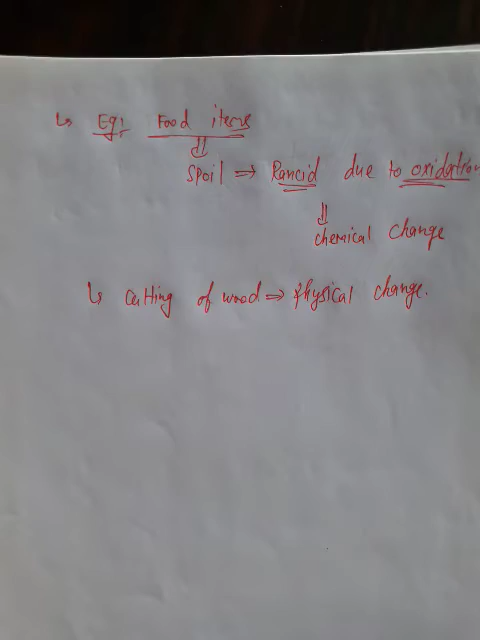 ↳ Eg: Food items
⇓
Spoil ⇒ Rancid due to oxidation
⇓
chemical change
↳ cutting of wood ⇒ physical change.